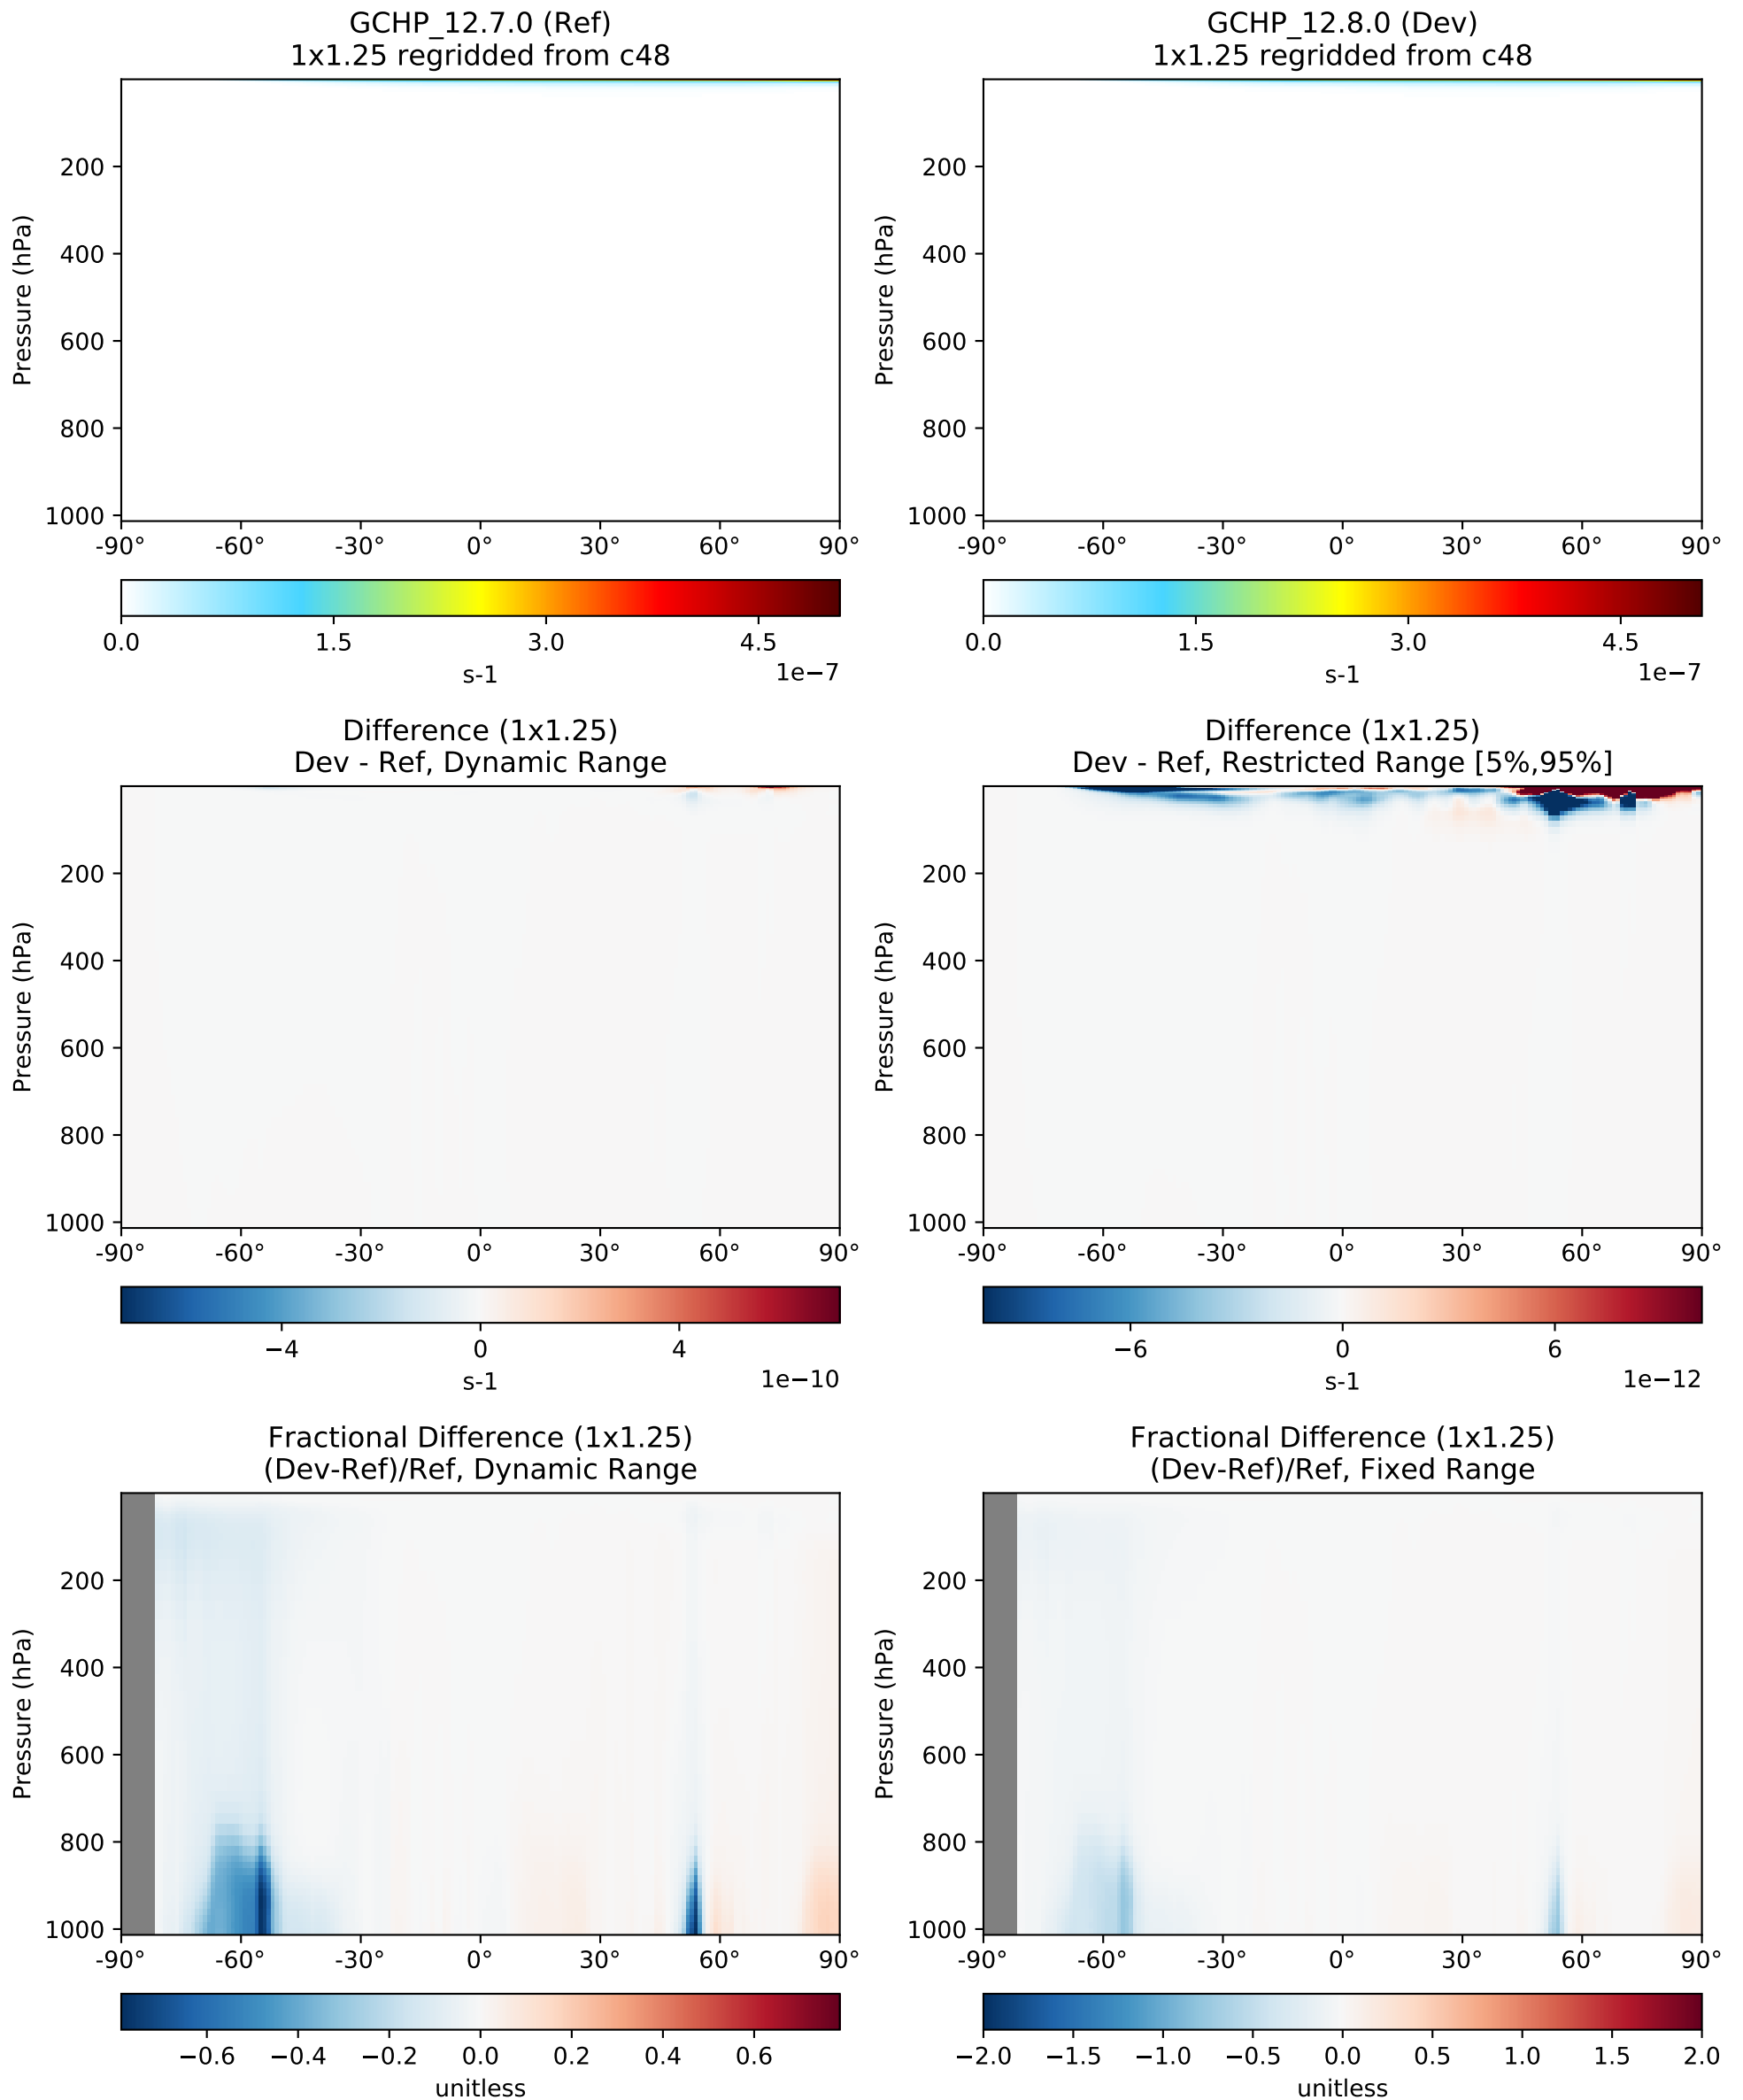 GCHP_12.7.0 (Ref)
1x1.25 regridded from c48
Pressure (hPa)
200
400
600
800
1000
-90° -60° -30° 0° 30° 60° 90°
0.0 1.5 3.0 4.5
1e−7
s-1
GCHP_12.8.0 (Dev)
1x1.25 regridded from c48
Pressure (hPa)
200
400
600
800
1000
-90° -60° -30° 0° 30° 60° 90°
0.0 1.5 3.0 4.5
1e−7
s-1
Difference (1x1.25)
Dev - Ref, Dynamic Range
Pressure (hPa)
200
400
600
800
1000
-90° -60° -30° 0° 30° 60° 90°
−4 0 4
1e−10
s-1
Difference (1x1.25)
Dev - Ref, Restricted Range [5%,95%]
Pressure (hPa)
200
400
600
800
1000
-90° -60° -30° 0° 30° 60° 90°
−6 0 6
1e−12
s-1
Fractional Difference (1x1.25)
(Dev-Ref)/Ref, Dynamic Range
Pressure (hPa)
200
400
600
800
1000
-90° -60° -30° 0° 30° 60° 90°
−0.6 −0.4 −0.2 0.0 0.2 0.4 0.6
unitless
Fractional Difference (1x1.25)
(Dev-Ref)/Ref, Fixed Range
Pressure (hPa)
200
400
600
800
1000
-90° -60° -30° 0° 30° 60° 90°
−2.0 −1.5 −1.0 −0.5 0.0 0.5 1.0 1.5 2.0
unitless